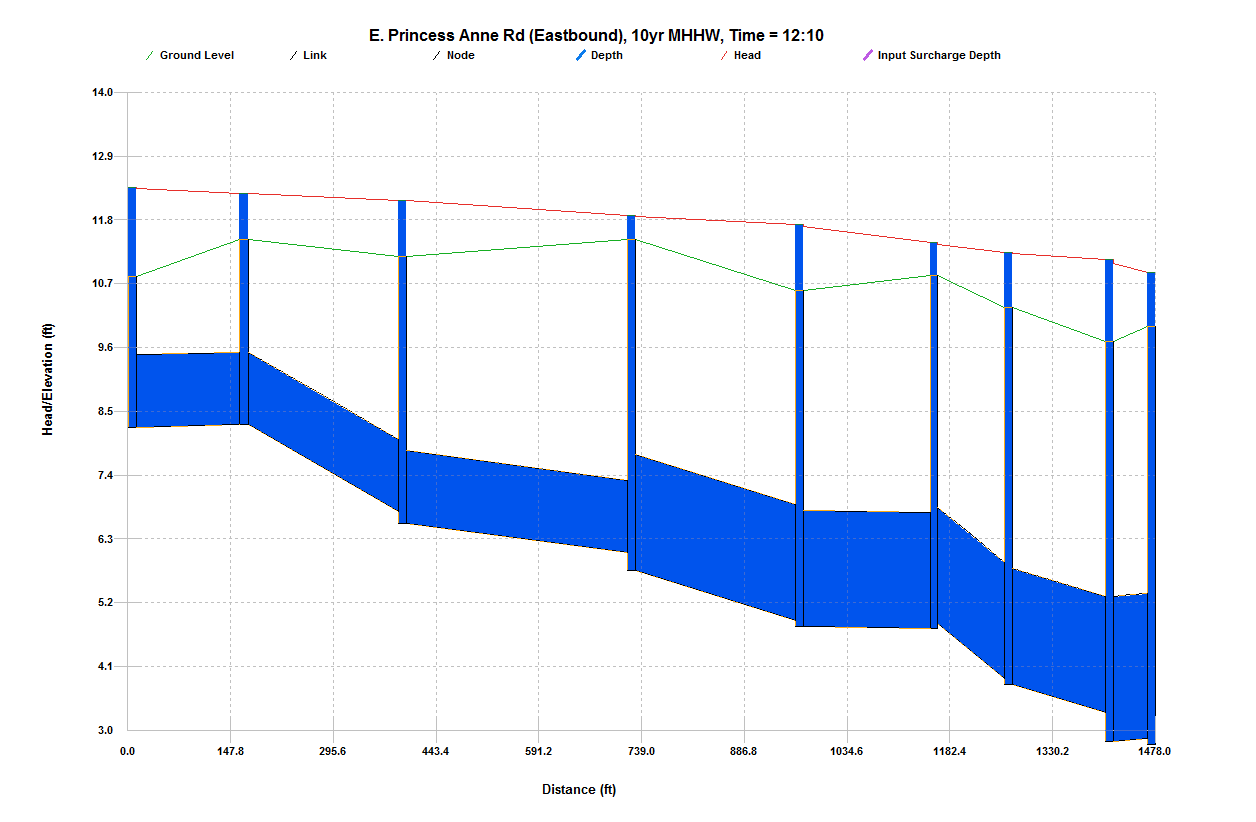 E. Princess Anne Rd (Eastbound), 10yr MHHW, Time = 12:10
Ground Level Link Node Depth Head Input Surcharge Depth
14.0
12.9
11.8
10.7
9.6
8.5
7.4
6.3
5.2
4.1
3.0
Head/Elevation (ft)
0.0 147.8 295.6 443.4 591.2 739.0 886.8 1034.6 1182.4 1330.2 1478.0
Distance (ft)